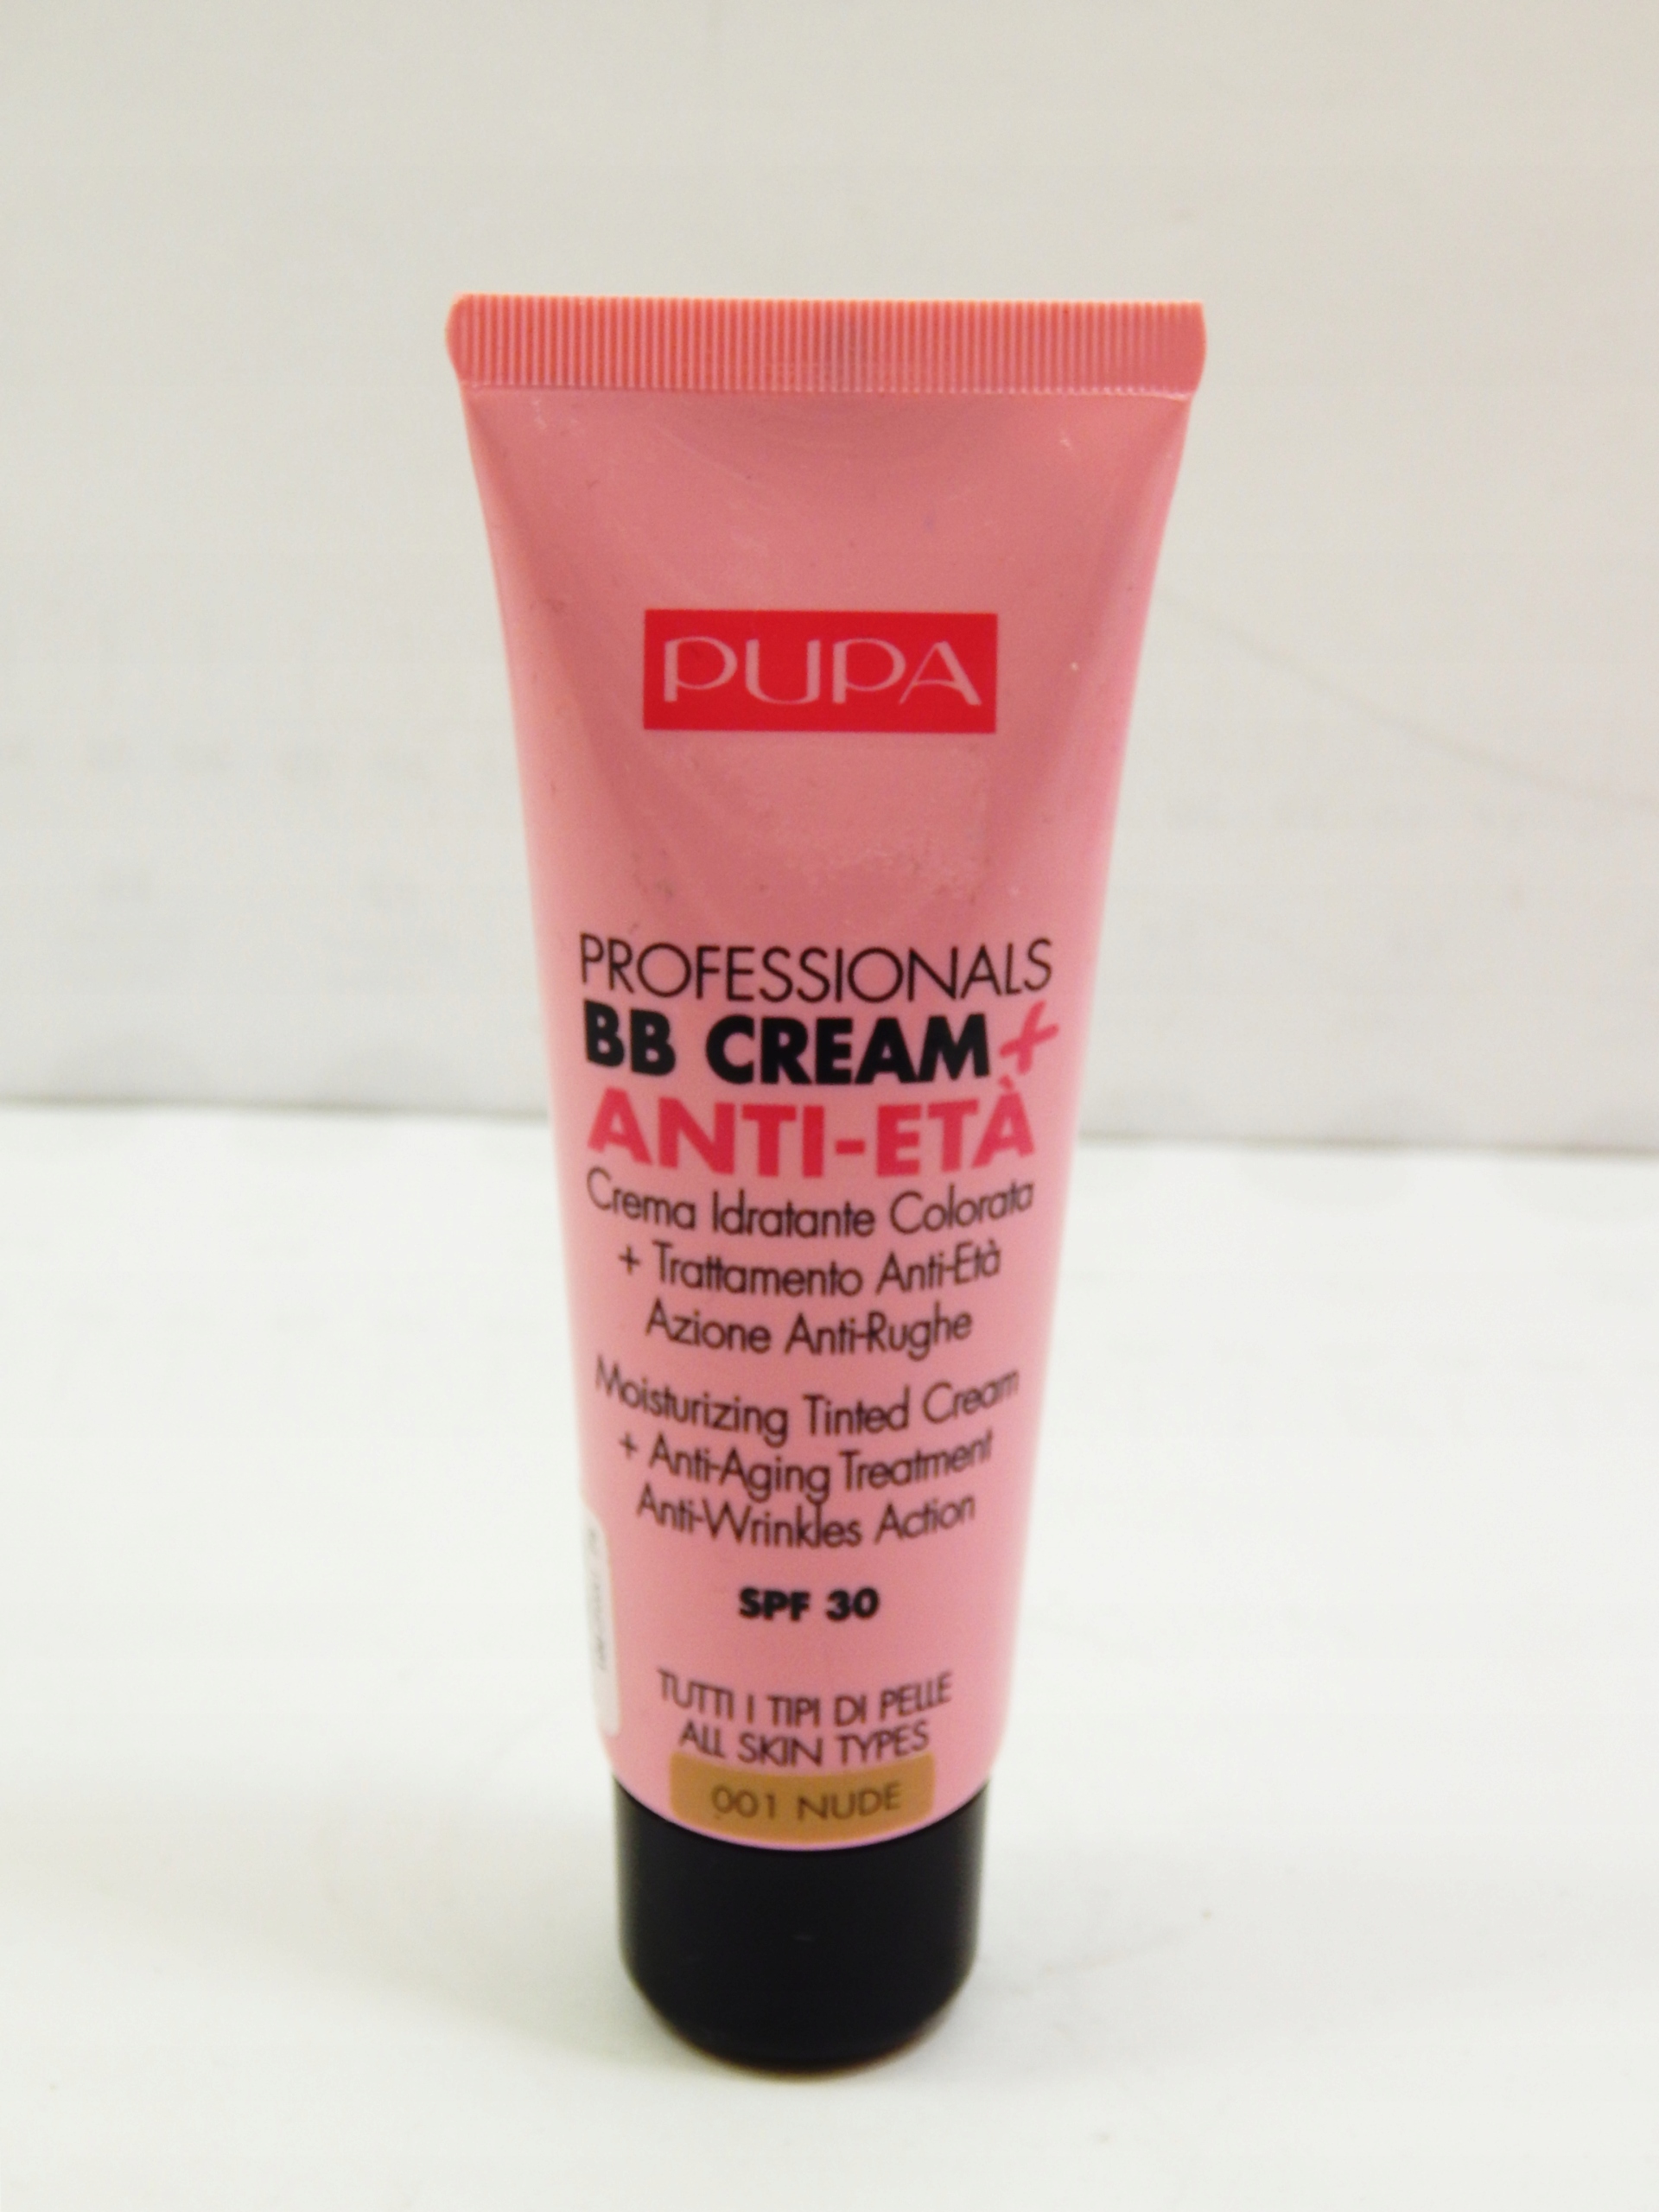 PUPA
PROFESSIONALS
BB CREAM+
ANTI-ETÀ
Crema Idratante Colorata
+ Trattamento Anti-Età
Azione Anti-Rughe
Moisturizing Tinted Cream
+ Anti-Aging Treatment
Anti-Wrinkles Action
SPF 30
TUTTI I TIPI DI PELLE
ALL SKIN TYPES
001 NUDE